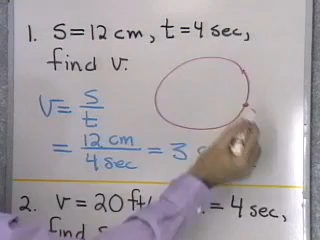 1. S=12 cm, t=4 sec,
find v.
v = s/t
= 12 cm/4 sec = 3
2. v = 20 ft = 4 sec,
find s